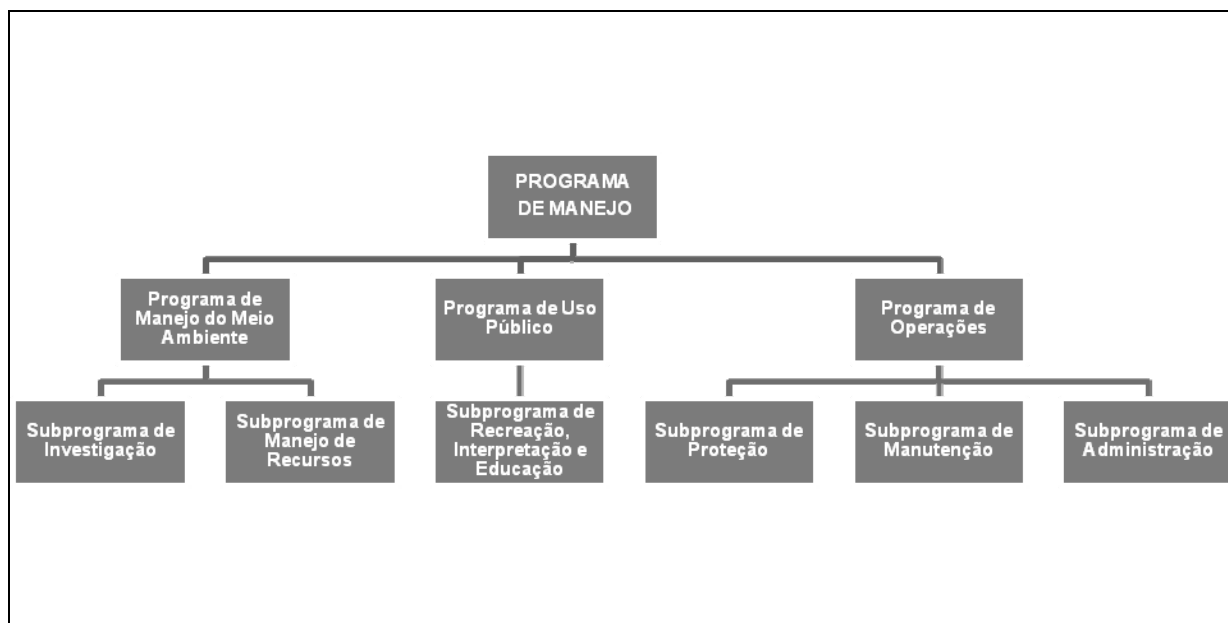 PROGRAMA
DE MANEJO
Programa de
Manejo do Meio
Ambiente
Programa de Uso
Público
Programa de
Operações
Subprograma de
Investigação
Subprograma de
Manejo de
Recursos
Subprograma de
Recreação,
Interpretação e
Educação
Subprograma de
Proteção
Subprograma de
Manutenção
Subprograma de
Administração